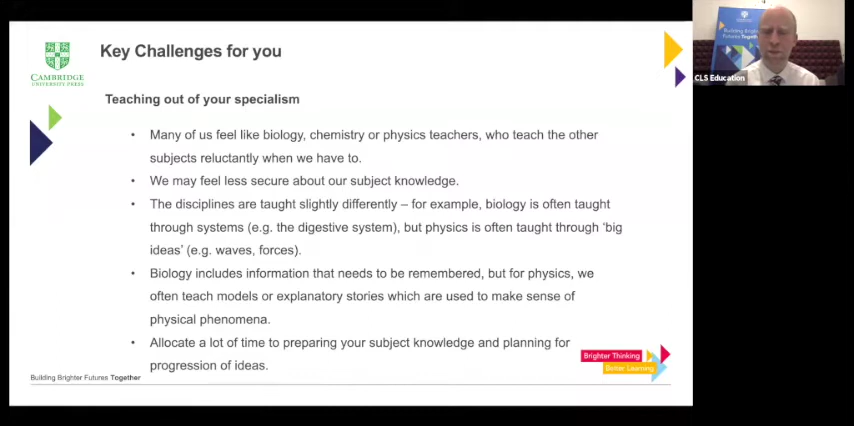 Key Challenges for you
CAMBRIDGE
UNIVERSITY PRESS
Teaching out of your specialism
• Many of us feel like biology, chemistry or physics teachers, who teach the other
subjects reluctantly when we have to.
• We may feel less secure about our subject knowledge.
• The disciplines are taught slightly differently – for example, biology is often taught
through systems (e.g. the digestive system), but physics is often taught through ‘big
ideas’ (e.g. waves, forces).
• Biology includes information that needs to be remembered, but for physics, we
often teach models or explanatory stories which are used to make sense of
physical phenomena.
• Allocate a lot of time to preparing your subject knowledge and planning for
progression of ideas.
Brighter Thinking
Better Learning
Building Brighter Futures Together
Building Brighter
Futures Together
CLS Education